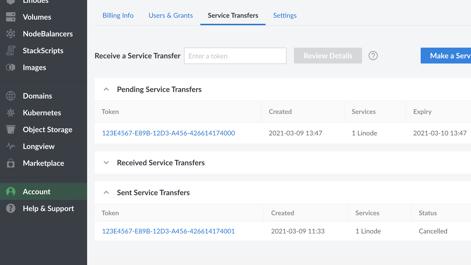 Linodes
Volumes
NodeBalancers
StackScripts
Images
Domains
Kubernetes
Object Storage
Longview
Marketplace
Account
Help & Support
Billing Info
Users & Grants
Service Transfers
Settings
Receive a Service Transfer
Enter a token
Review Details
?
Make a Serv
Pending Service Transfers
Token Created Services Expiry
123E4567-E89B-12D3-A456-426614174000 2021-03-09 13:47 1 Linode 2021-03-10 13:47
Received Service Transfers
Sent Service Transfers
Token Created Services Status
123E4567-E89B-12D3-A456-426614174001 2021-03-09 11:33 1 Linode Cancelled